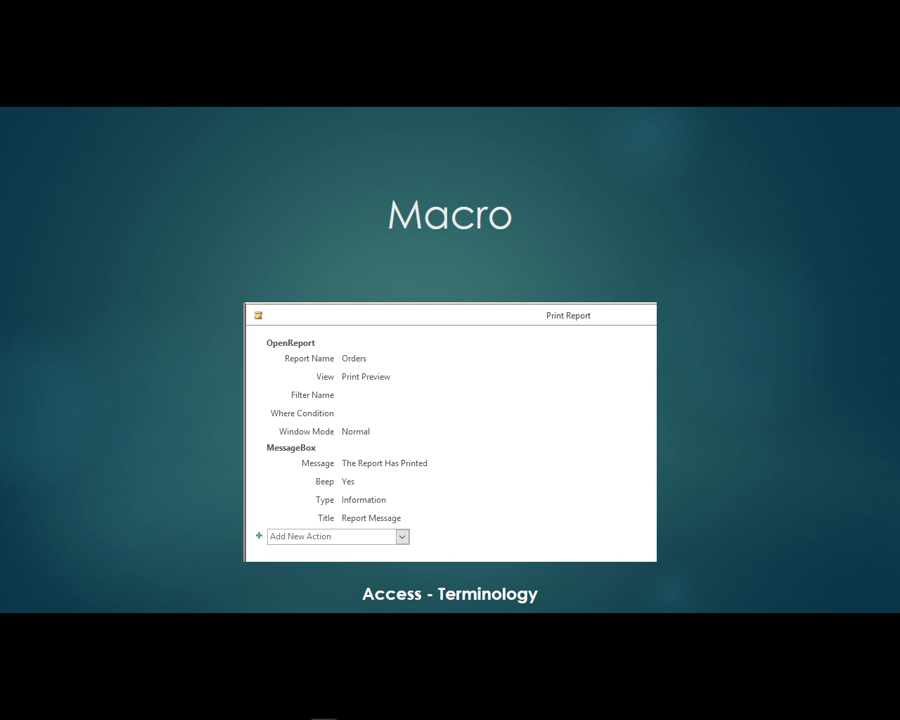 Macro
Print Report
OpenReport
Report Name Orders
View Print Preview
Filter Name
Where Condition
Window Mode Normal
MessageBox
Message The Report Has Printed
Beep Yes
Type Information
Title Report Message
Add New Action
Access - Terminology